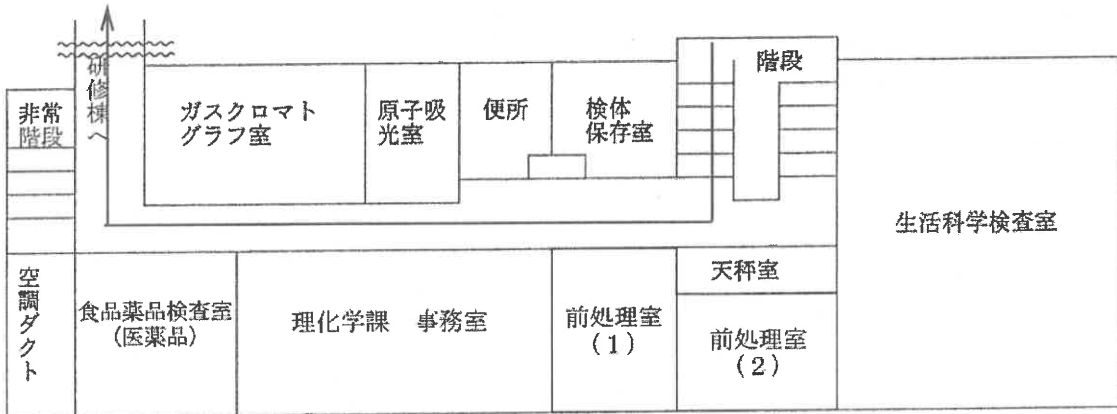 研修棟へ
非常
階段
ガスクロマト
グラフ室
原子吸
光室
便所
検体
保存室
階段
生活科学検査室
空調ダクト
食品薬品検査室
(医薬品)
理化学課　事務室
前処理室
(1)
天秤室
前処理室
(2)